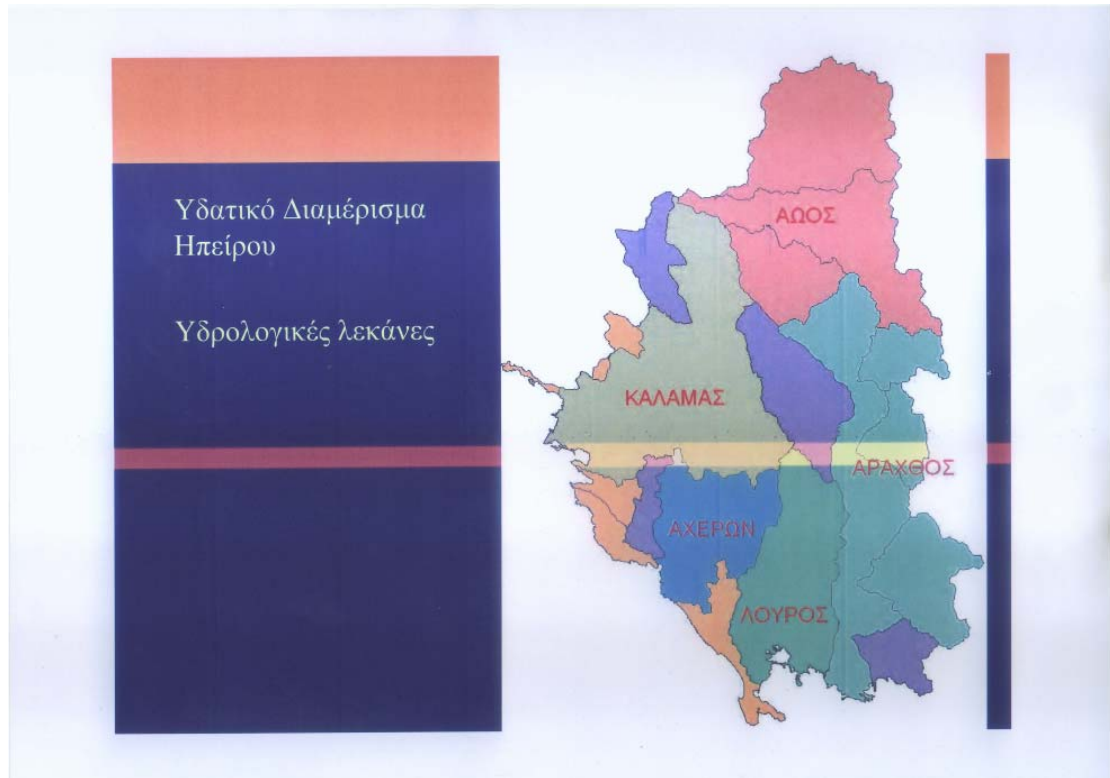 Υδατικό Διαμέρισμα
Ηπείρου
Υδρολογικές λεκάνες
ΑΩΟΣ
ΚΑΛΑΜΑΣ
ΑΡΑΧΘΟΣ
ΑΧΕΡΩΝ
ΛΟΥΡΟΣ